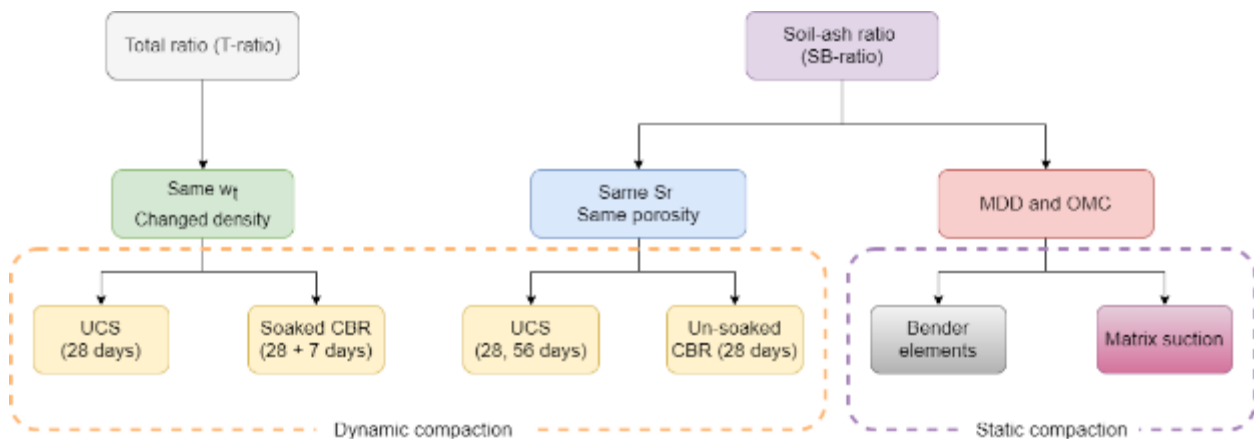 Total ratio (T-ratio)
Soil-ash ratio
(SB-ratio)
Same wt
Changed density
Same Sr
Same porosity
MDD and OMC
UCS
(28 days)
Soaked CBR
(28 + 7 days)
UCS
(28, 56 days)
Un-soaked
CBR (28 days)
Bender
elements
Matrix suction
Dynamic compaction
Static compaction